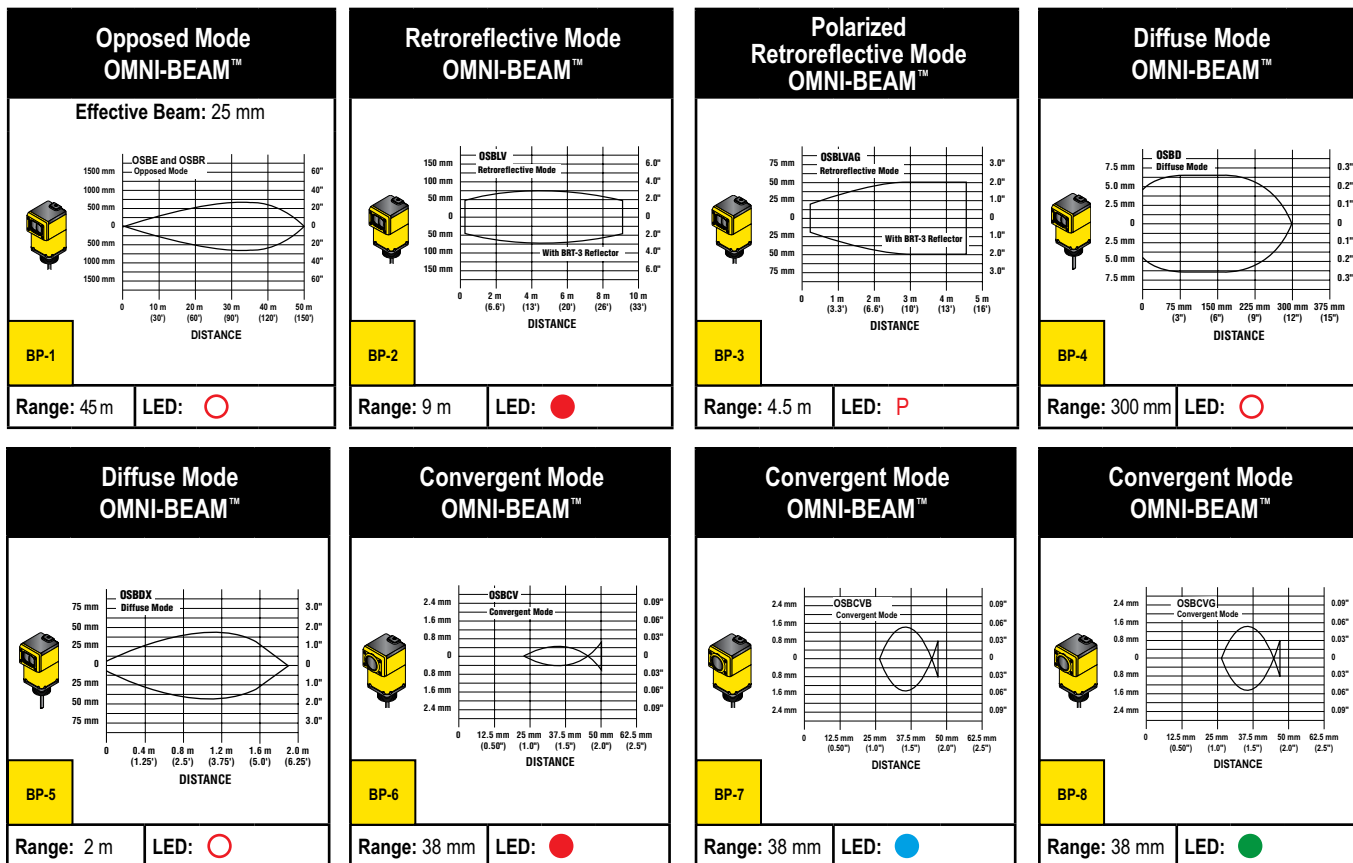 Opposed Mode
OMNI-BEAM™
Effective Beam: 25 mm
OSBE and OSBR
Opposed Mode
1500 mm
1000 mm
500 mm
0
500 mm
1000 mm
1500 mm
60"
40"
20"
0
20"
40"
60"
0 10 m 20 m 30 m 40 m 50 m
(30') (60') (90') (120') (150')
DISTANCE
BP-1
Range: 45 m LED:
Retroreflective Mode
OMNI-BEAM™
OSBLV
Retroreflective Mode
150 mm
100 mm
50 mm
0
50 mm
100 mm
150 mm
6.0"
4.0"
2.0"
0
2.0"
4.0"
6.0"
With BRT-3 Reflector
0 2 m 4 m 6 m 8 m 10 m
(6.6') (13') (20') (26') (33')
DISTANCE
BP-2
Range: 9 m LED:
Polarized
Retroreflective Mode
OMNI-BEAM™
OSBLVAG
Retroreflective Mode
75 mm
50 mm
25 mm
0
25 mm
50 mm
75 mm
3.0"
2.0"
1.0"
0
1.0"
2.0"
3.0"
With BRT-3 Reflector
0 1 m 2 m 3 m 4 m 5 m
(3.3') (6.6') (10') (13') (16')
DISTANCE
BP-3
Range: 4.5 m LED: P
Diffuse Mode
OMNI-BEAM™
OSBD
Diffuse Mode
7.5 mm
5.0 mm
2.5 mm
0
2.5 mm
5.0 mm
7.5 mm
0.3"
0.2"
0.1"
0
0.1"
0.2"
0.3"
0 75 mm 150 mm 225 mm 300 mm 375 mm
(3") (6") (9") (12") (15")
DISTANCE
BP-4
Range: 300 mm LED:
Diffuse Mode
OMNI-BEAM™
OSBDX
Diffuse Mode
75 mm
50 mm
25 mm
0
25 mm
50 mm
75 mm
3.0"
2.0"
1.0"
0
1.0"
2.0"
3.0"
0 0.4 m 0.8 m 1.2 m 1.6 m 2.0 m
(1.25') (2.5') (3.75') (5.0') (6.25')
DISTANCE
BP-5
Range: 2 m LED:
Convergent Mode
OMNI-BEAM™
OSBCV
Convergent Mode
2.4 mm
1.6 mm
0.8 mm
0
0.8 mm
1.6 mm
2.4 mm
0.09"
0.06"
0.03"
0
0.03"
0.06"
0.09"
0 12.5 mm 25 mm 37.5 mm 50 mm 62.5 mm
(0.50") (1.0") (1.5") (2.0") (2.5")
DISTANCE
BP-6
Range: 38 mm LED:
Convergent Mode
OMNI-BEAM™
OSBCVB
Convergent Mode
2.4 mm
1.6 mm
0.8 mm
0
0.8 mm
1.6 mm
2.4 mm
0.09"
0.06"
0.03"
0
0.03"
0.06"
0.09"
0 12.5 mm 25 mm 37.5 mm 50 mm 62.5 mm
(0.50") (1.0") (1.5") (2.0") (2.5")
DISTANCE
BP-7
Range: 38 mm LED:
Convergent Mode
OMNI-BEAM™
OSBCVG
Convergent Mode
2.4 mm
1.6 mm
0.8 mm
0
0.8 mm
1.6 mm
2.4 mm
0.09"
0.06"
0.03"
0
0.03"
0.06"
0.09"
0 12.5 mm 25 mm 37.5 mm 50 mm 62.5 mm
(0.50") (1.0") (1.5") (2.0") (2.5")
DISTANCE
BP-8
Range: 38 mm LED: